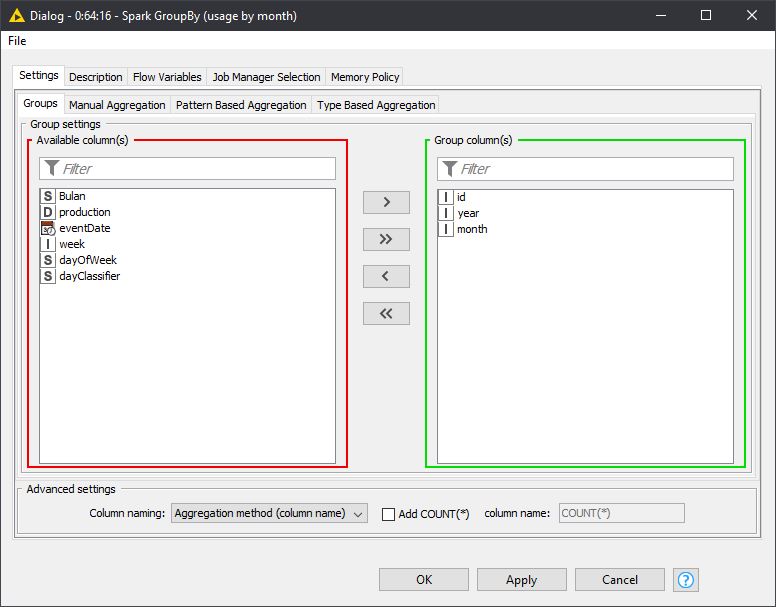 Dialog - 0:64:16 - Spark GroupBy (usage by month)
File
Settings Description Flow Variables Job Manager Selection Memory Policy
Groups Manual Aggregation Pattern Based Aggregation Type Based Aggregation
Group settings
Available column(s)
Filter
S Bulan
D production
eventDate
I week
S dayOfWeek
S dayClassifier
>
>>
<
<<
Group column(s)
Filter
I id
I year
I month
Advanced settings
Column naming: Aggregation method (column name) Add COUNT(*) column name: COUNT(*)
OK Apply Cancel ?